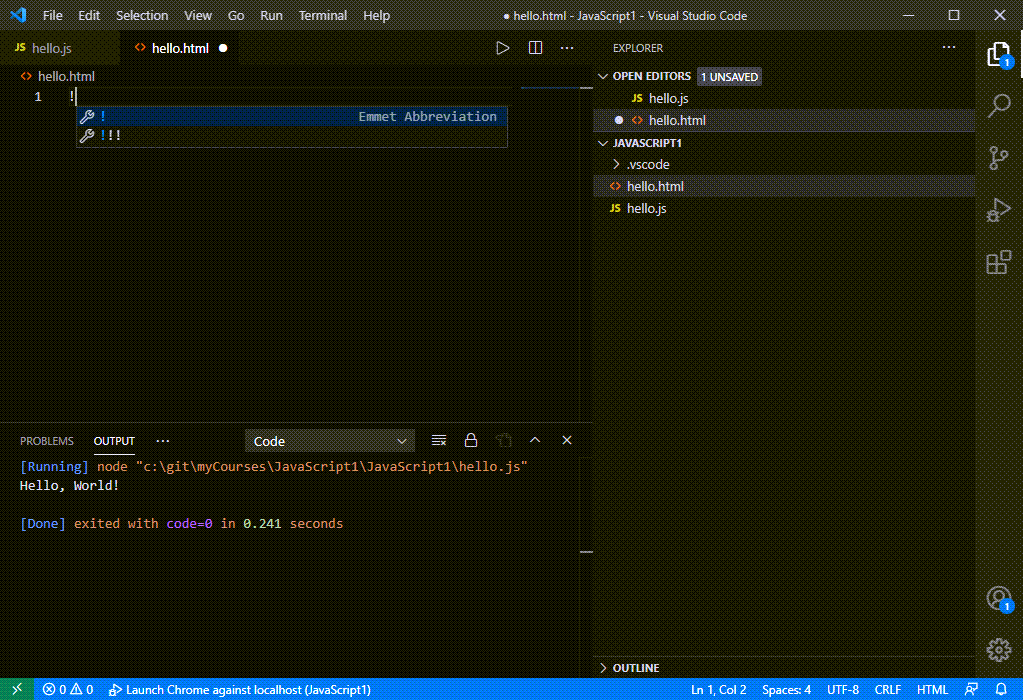 File Edit Selection View Go Run Terminal Help ● hello.html - JavaScript1 - Visual Studio Code
JS hello.js <> hello.html ●
<> hello.html
1 !
! Emmet Abbreviation
!!!
EXPLORER
OPEN EDITORS 1 UNSAVED
JS hello.js
● <> hello.html
JAVASCRIPT1
> .vscode
<> hello.html
JS hello.js
1
PROBLEMS OUTPUT ··· Code
[Running] node "c:\git\myCourses\JavaScript1\JavaScript1\hello.js"
Hello, World!
[Done] exited with code=0 in 0.241 seconds
1
> OUTLINE
0 0 Launch Chrome against localhost (JavaScript1) Ln 1, Col 2 Spaces: 4 UTF-8 CRLF HTML